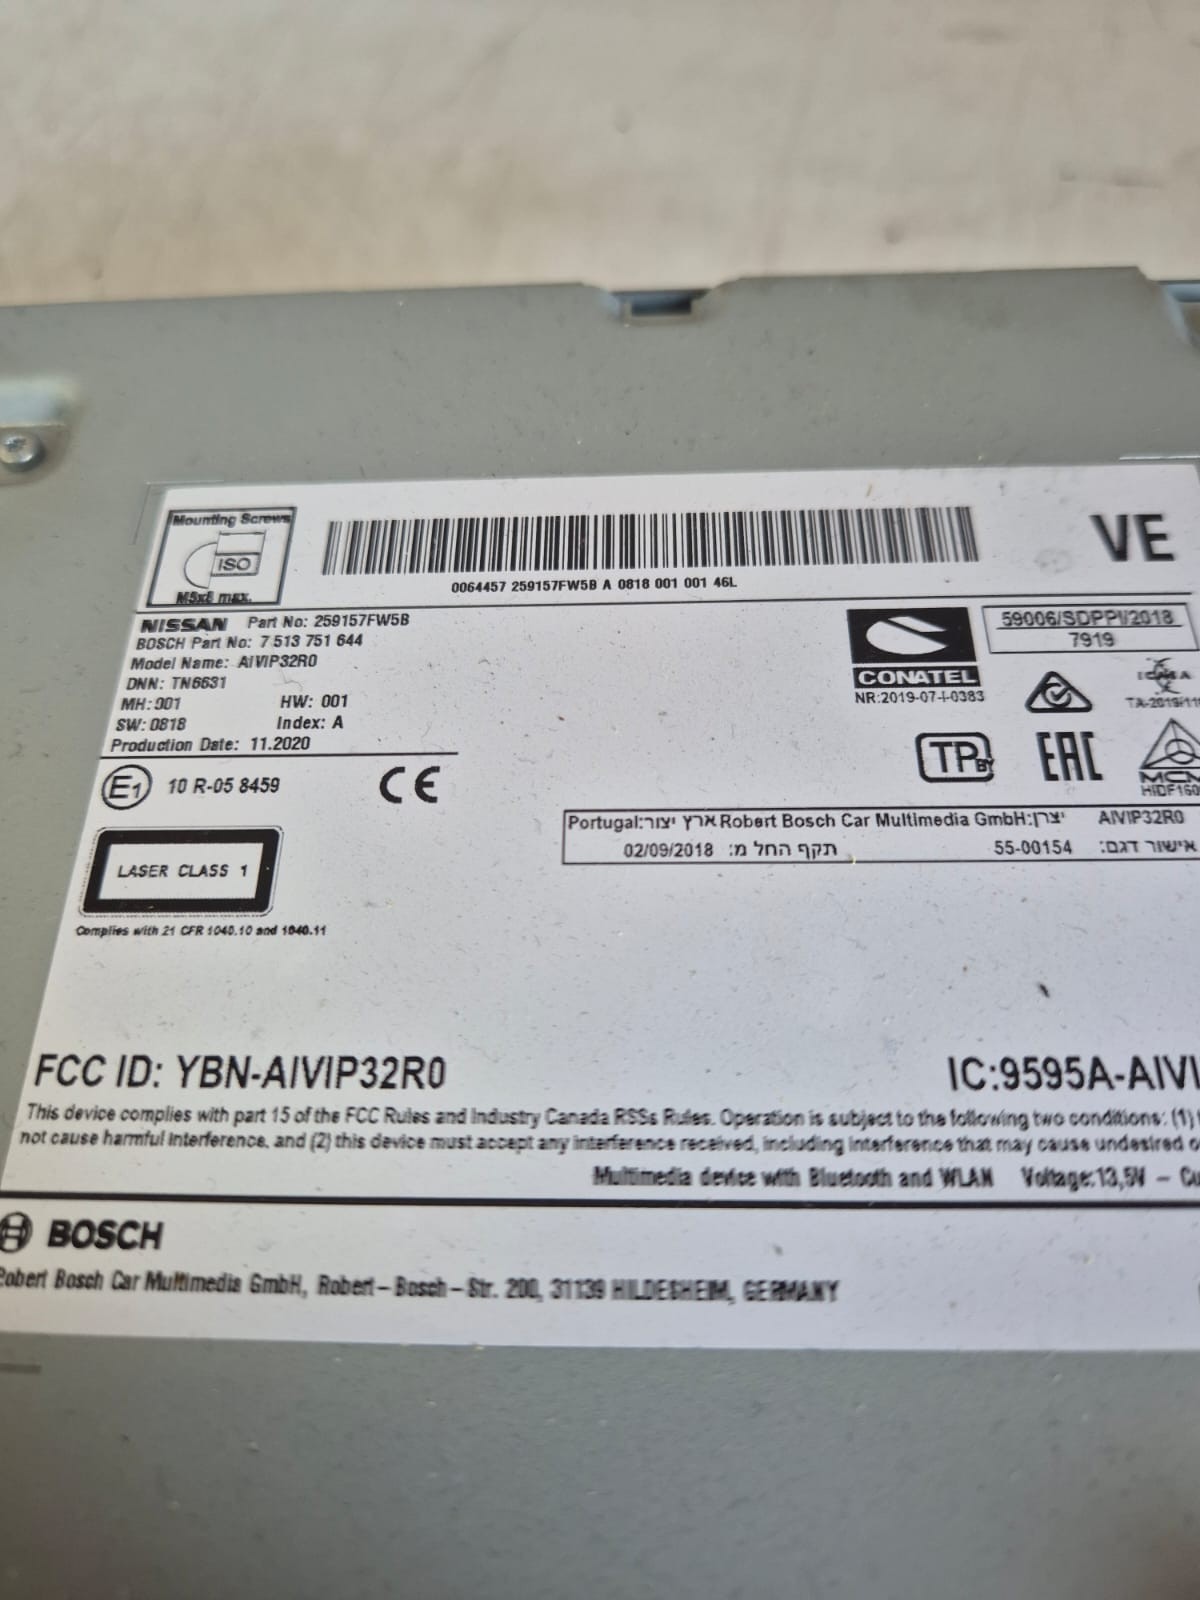 Mounting Screws
ISO
M5x8 max.
0064457 259157FW5B A 0818 001 001 46L
VE
NISSAN Part No: 259157FW5B
BOSCH Part No: 7 513 751 644
Model Name: AIVIP32R0
DNN: TN6631
MH: 001 HW: 001
SW: 0818 Index: A
Production Date: 11.2020
CONATEL
NR:2019-07-I-0383
59006/SDPPI/2018
7919
TP BY
EAC
MCM
E1 10 R-05 8459 CE
Portugal:ארץ יצור Robert Bosch Car Multimedia GmbH:יצרן AIVIP32R0
02/09/2018 תקף החל מ: 55-00154 אישור דגם:
LASER CLASS 1
Complies with 21 CFR 1040.10 and 1040.11
FCC ID: YBN-AIVIP32R0 IC:9595A-AIVI
This device complies with part 15 of the FCC Rules and Industry Canada RSSs Rules. Operation is subject to the following two conditions: (1)
not cause harmful interference, and (2) this device must accept any interference received, including interference that may cause undesired
Multimedia device with Bluetooth and WLAN Voltage:13,5V –
BOSCH
Robert Bosch Car Multimedia GmbH, Robert–Bosch–Str. 200, 31139 HILDESHEIM, GERMANY